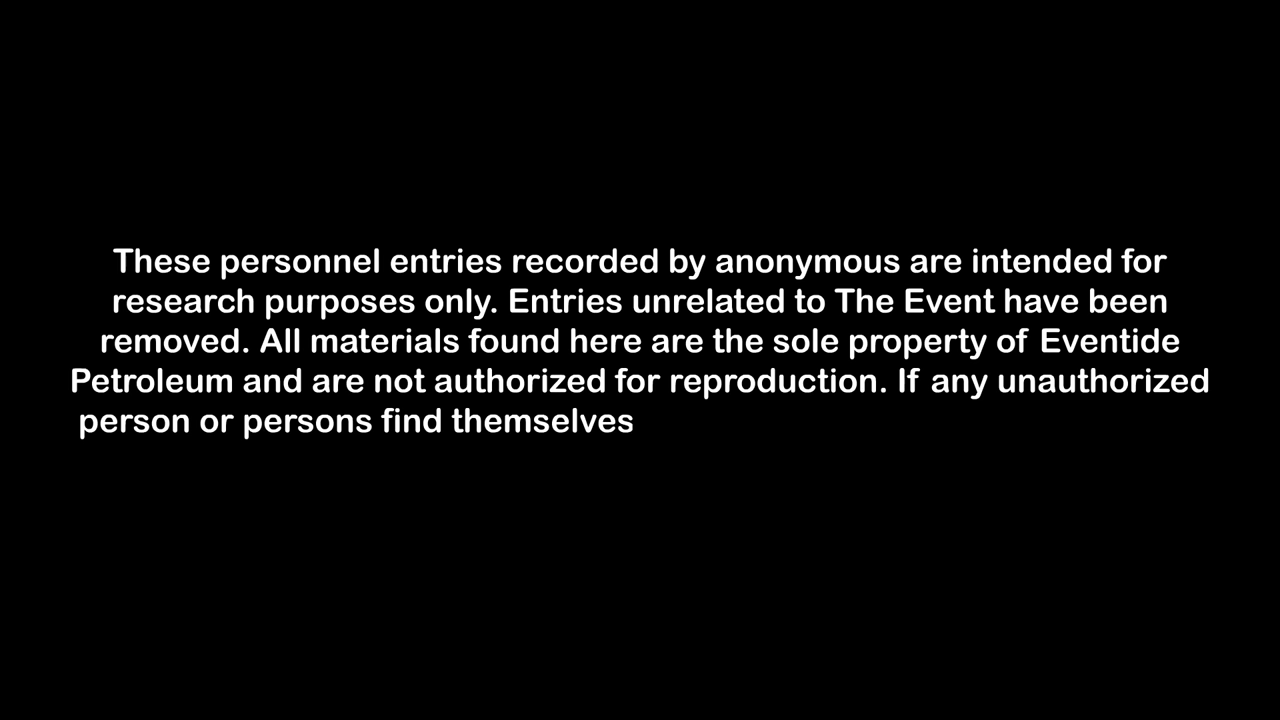 These personnel entries recorded by anonymous are intended for
research purposes only. Entries unrelated to The Event have been
removed. All materials found here are the sole property of Eventide
Petroleum and are not authorized for reproduction. If any unauthorized
person or persons find themselves